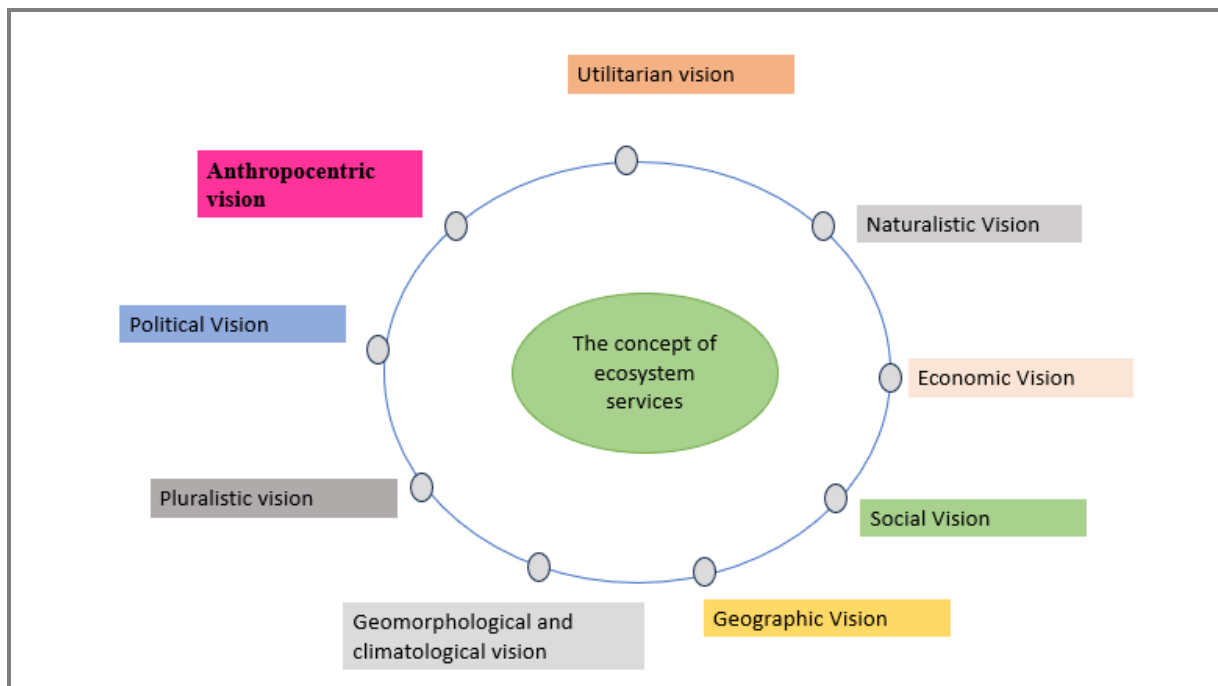 Utilitarian vision
Anthropocentric
vision
Naturalistic Vision
Political Vision
The concept of
ecosystem
services
Economic Vision
Pluralistic vision
Social Vision
Geomorphological and
climatological vision
Geographic Vision